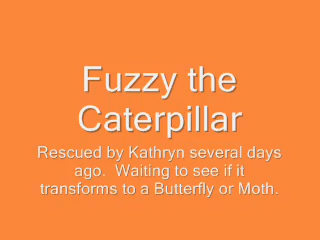 Fuzzy the
Caterpillar
Rescued by Kathryn several days
ago.  Waiting to see if it
transforms to a Butterfly or Moth.